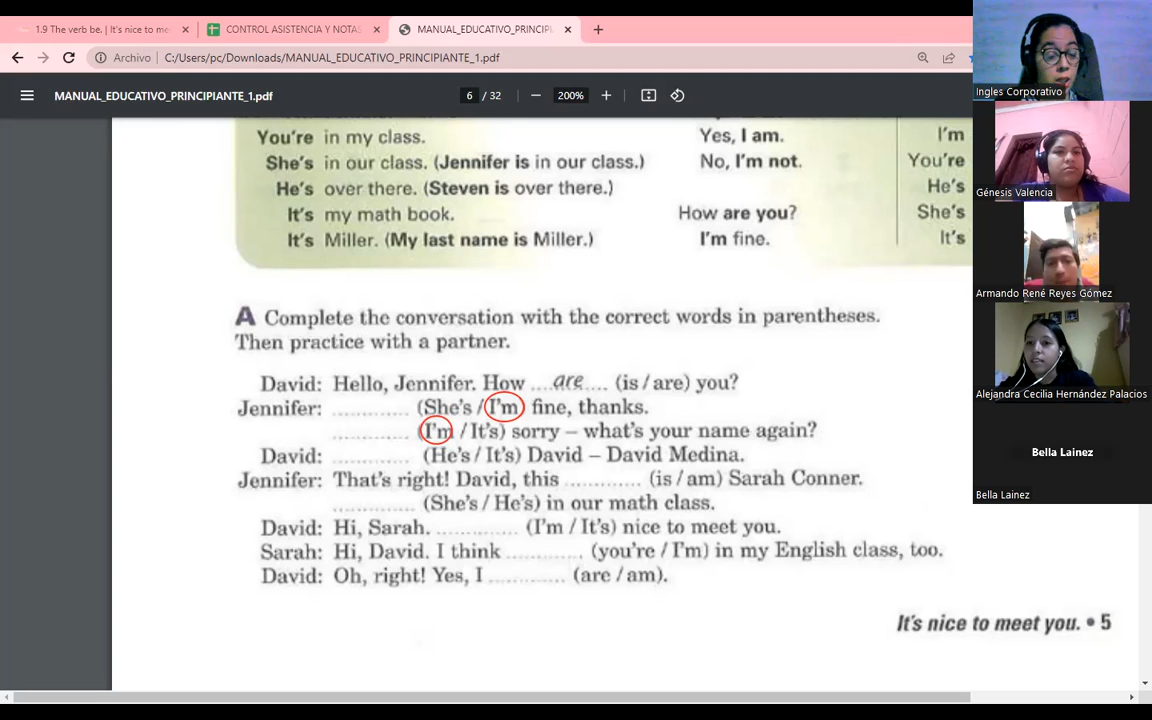 1.9 The verb be. | It's nice to me
CONTROL ASISTENCIA Y NOTAS
MANUAL_EDUCATIVO_PRINCIPI
Archivo
C:/Users/pc/Downloads/MANUAL_EDUCATIVO_PRINCIPIANTE_1.pdf
MANUAL_EDUCATIVO_PRINCIPIANTE_1.pdf
6 / 32
200%
You're in my class.
She's in our class. (Jennifer is in our class.)
He's over there. (Steven is over there.)
It's my math book.
It's Miller. (My last name is Miller.)
Yes, I am.
No, I'm not.
How are you?
I'm fine.
I'm
You're
He's
She's
It's
A Complete the conversation with the correct words in parentheses.
Then practice with a partner.
David: Hello, Jennifer. How ....are.... (is / are) you?
Jennifer: ............ (She's / I'm) fine, thanks.
............ (I'm / It's) sorry – what's your name again?
David: ............ (He's / It's) David – David Medina.
Jennifer: That's right! David, this ............ (is / am) Sarah Conner.
............ (She's / He's) in our math class.
David: Hi, Sarah. ............ (I'm / It's) nice to meet you.
Sarah: Hi, David. I think ............ (you're / I'm) in my English class, too.
David: Oh, right! Yes, I ............ (are / am).
It's nice to meet you. • 5
Ingles Corporativo
Génesis Valencia
Armando René Reyes Gómez
Alejandra Cecilia Hernández Palacios
Bella Lainez
Bella Lainez